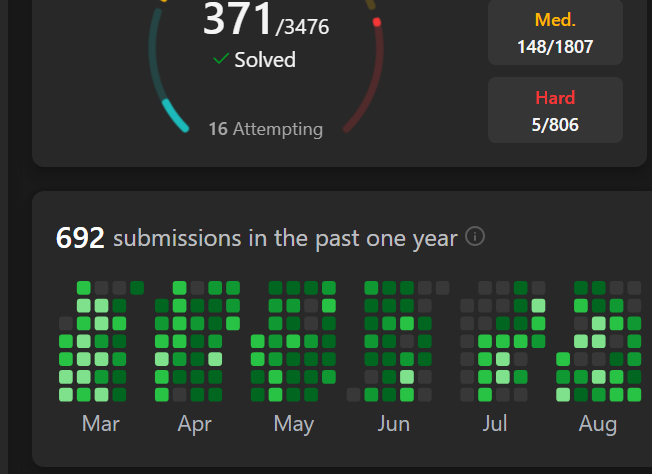 371/3476
Solved
16 Attempting
Med.
148/1807
Hard
5/806
692 submissions in the past one year
Mar Apr May Jun Jul Aug